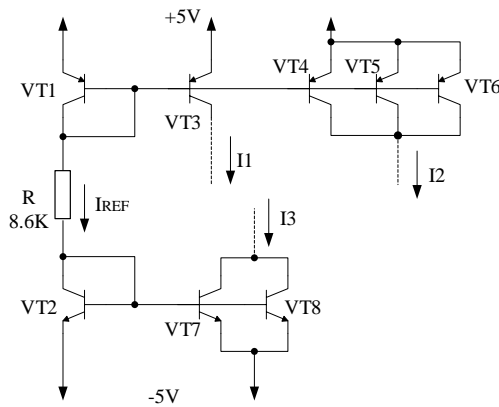 +5V
VT1
VT3
VT4
VT5
VT6
I1
I2
R
8.6K
IREF
I3
VT2
VT7
VT8
-5V